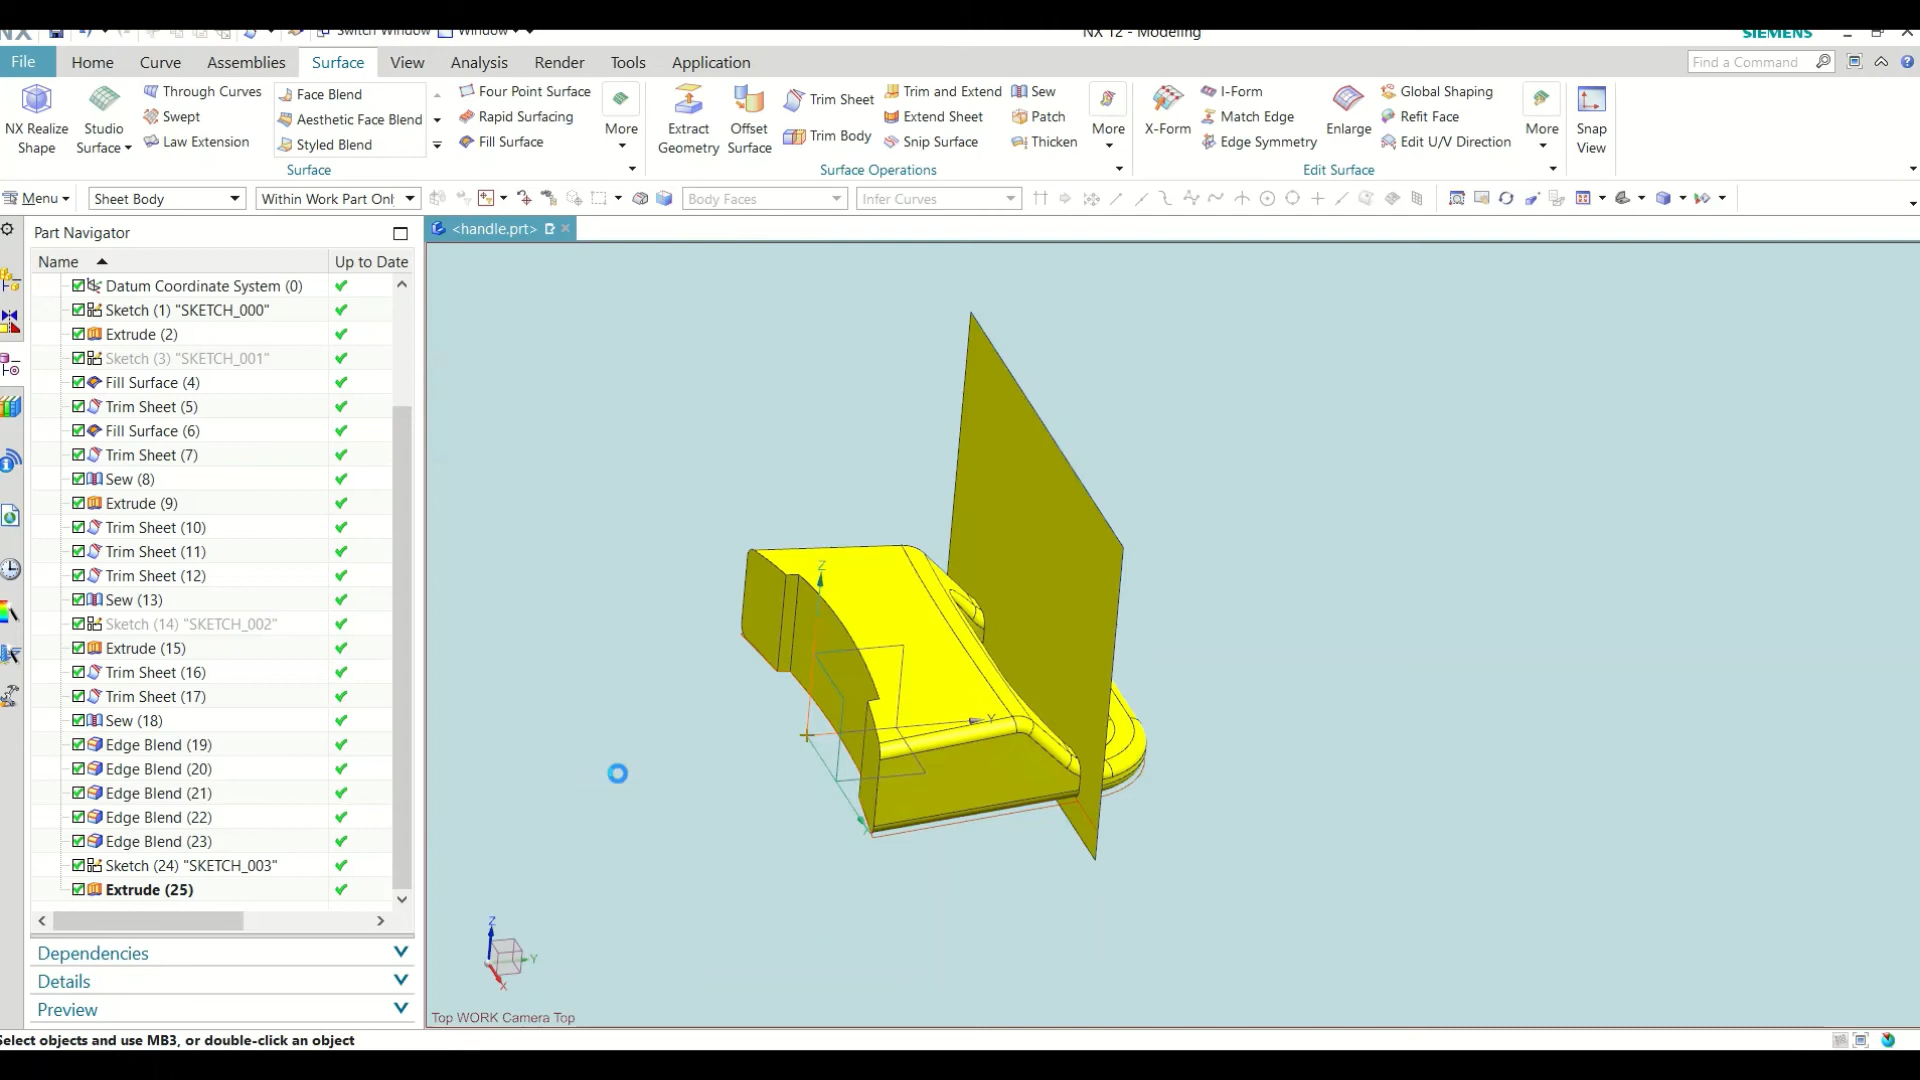 NX
Switch Window
Window
NX 12 - Modeling
SIEMENS
File
Home
Curve
Assemblies
Surface
View
Analysis
Render
Tools
Application
Find a Command
NX Realize
Shape
Studio
Surface
Through Curves
Swept
Law Extension
Face Blend
Aesthetic Face Blend
Styled Blend
Four Point Surface
Rapid Surfacing
Fill Surface
More
Surface
Extract
Geometry
Offset
Surface
Trim Sheet
Trim Body
Trim and Extend
Extend Sheet
Snip Surface
Sew
Patch
Thicken
More
Surface Operations
X-Form
I-Form
Match Edge
Edge Symmetry
Enlarge
Global Shaping
Refit Face
Edit U/V Direction
More
Edit Surface
Snap
View
Menu
Sheet Body
Within Work Part Onl
Body Faces
Infer Curves
Part Navigator
<handle.prt>
Name
Up to Date
Datum Coordinate System (0)
Sketch (1) "SKETCH_000"
Extrude (2)
Sketch (3) "SKETCH_001"
Fill Surface (4)
Trim Sheet (5)
Fill Surface (6)
Trim Sheet (7)
Sew (8)
Extrude (9)
Trim Sheet (10)
Trim Sheet (11)
Trim Sheet (12)
Sew (13)
Sketch (14) "SKETCH_002"
Extrude (15)
Trim Sheet (16)
Trim Sheet (17)
Sew (18)
Edge Blend (19)
Edge Blend (20)
Edge Blend (21)
Edge Blend (22)
Edge Blend (23)
Sketch (24) "SKETCH_003"
Extrude (25)
Dependencies
Details
Preview
Z
Y
Z
Y
X
Top WORK Camera Top
Select objects and use MB3, or double-click an object